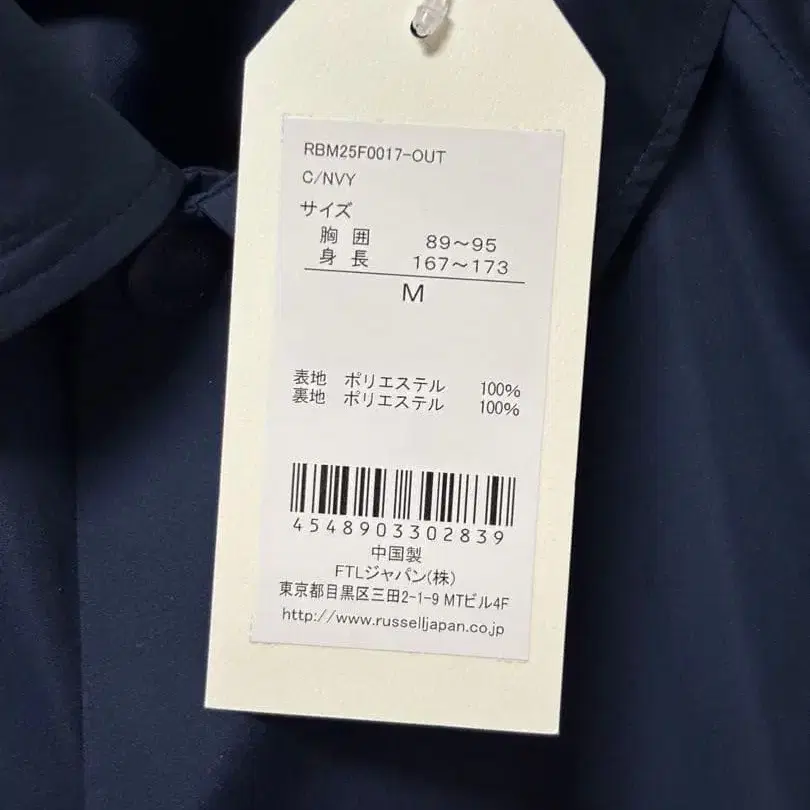 RBM25F0017-OUT
C/NVY
サイズ
胸 囲 89～95
身 長 167～173
M
表地 ポリエステル 100%
裏地 ポリエステル 100%
4548903302839
中国製
FTLジャパン(株)
東京都目黒区三田2-1-9 MTビル4F
http://www.russelljapan.co.jp